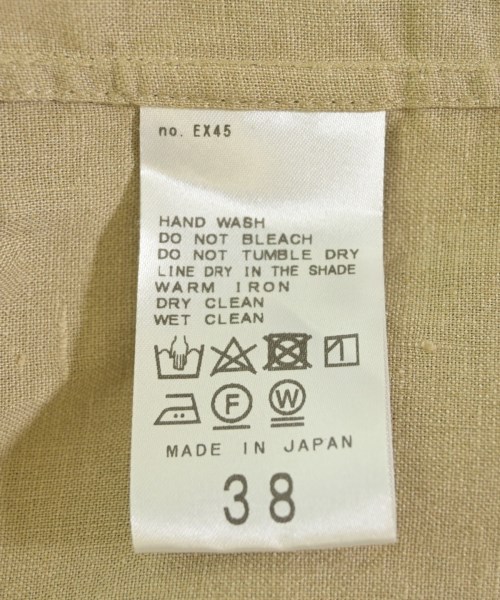 no. EX45
HAND WASH
DO NOT BLEACH
DO NOT TUMBLE DRY
LINE DRY IN THE SHADE
WARM IRON
DRY CLEAN
WET CLEAN
F W
MADE IN JAPAN
38